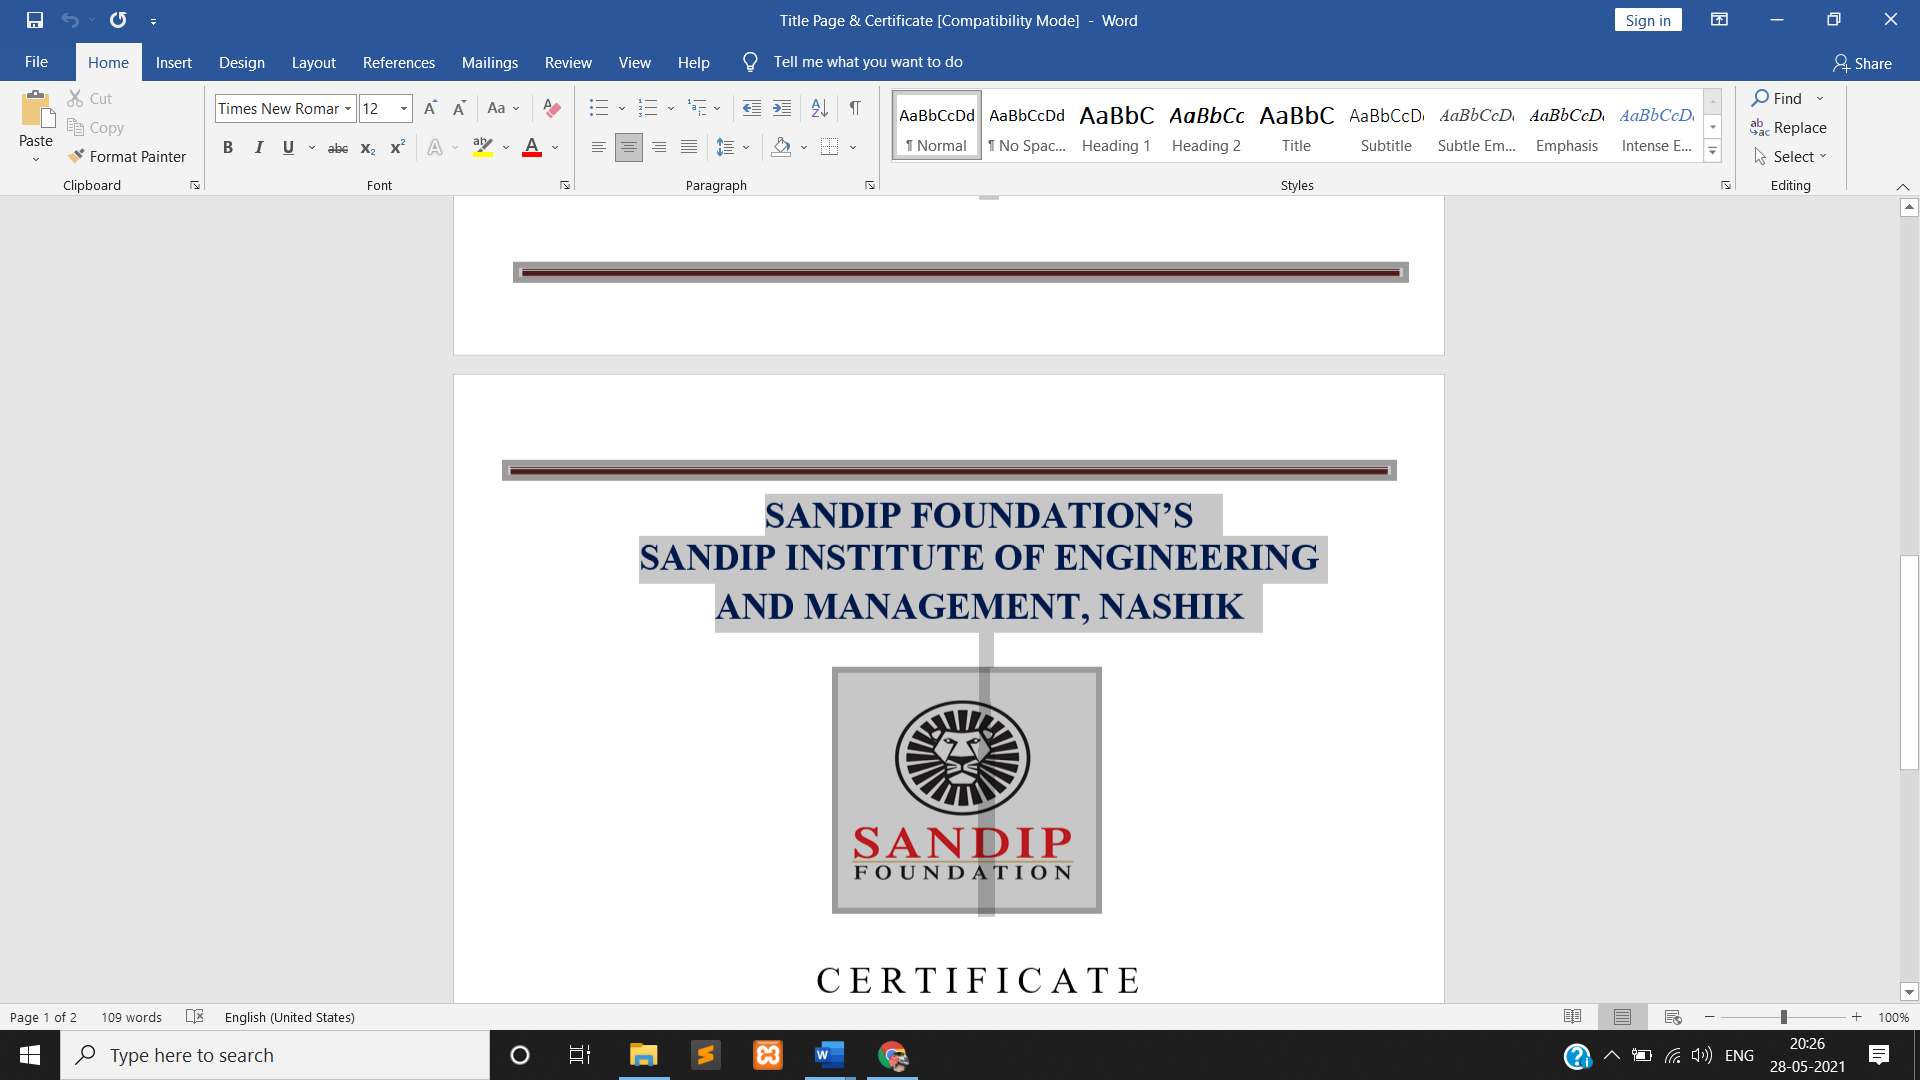 Title Page & Certificate [Compatibility Mode] - Word
Sign in
File Home Insert Design Layout References Mailings Review View Help Tell me what you want to do
Share
Paste
Cut
Copy
Format Painter
Clipboard
Times New Romar 12
Aa
B I U abc x₂ x² A ab A
Font
Paragraph
AaBbCcDd AaBbCcDd AaBbC AaBbCc AaBbC AaBbCcD AaBbCcD AaBbCcD AaBbCcD
¶ Normal ¶ No Spac... Heading 1 Heading 2 Title Subtitle Subtle Em... Emphasis Intense E...
Styles
Find
Replace
Select
Editing
SANDIP FOUNDATION’S
SANDIP INSTITUTE OF ENGINEERING
AND MANAGEMENT, NASHIK
SANDIP
FOUNDATION
CERTIFICATE
Page 1 of 2 109 words English (United States) 100%
Type here to search
ENG
20:26
28-05-2021